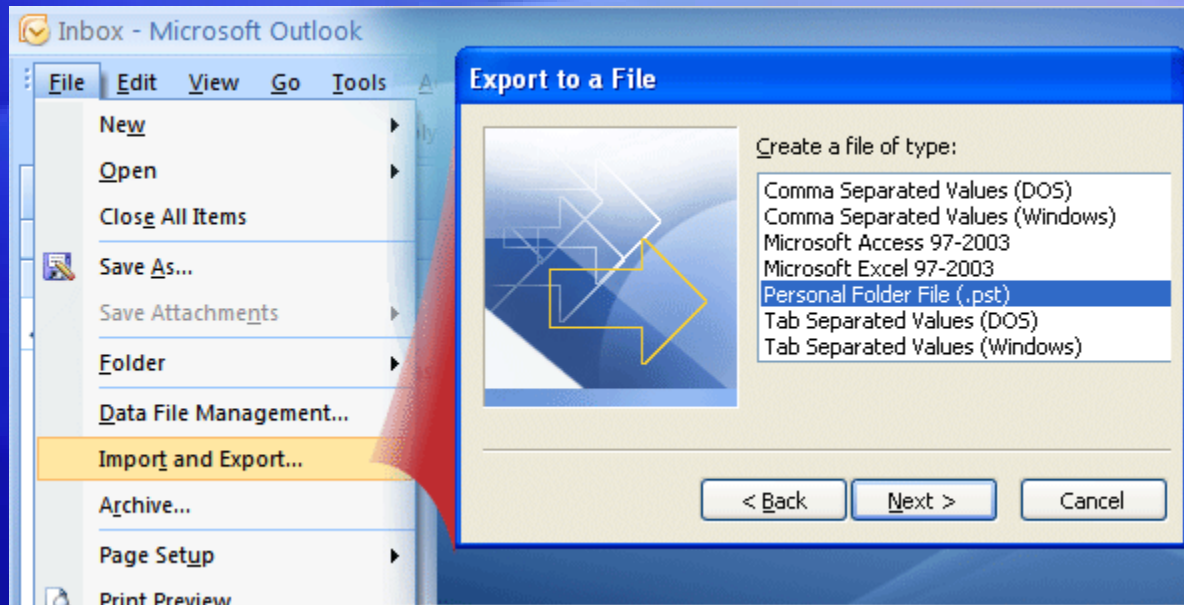 Inbox - Microsoft Outlook
File Edit View Go Tools
New
Open
Close All Items
Save As...
Save Attachments
Folder
Data File Management...
Import and Export...
Archive...
Page Setup
Print Preview
Export to a File
Create a file of type:
Comma Separated Values (DOS)
Comma Separated Values (Windows)
Microsoft Access 97-2003
Microsoft Excel 97-2003
Personal Folder File (.pst)
Tab Separated Values (DOS)
Tab Separated Values (Windows)
< Back Next > Cancel